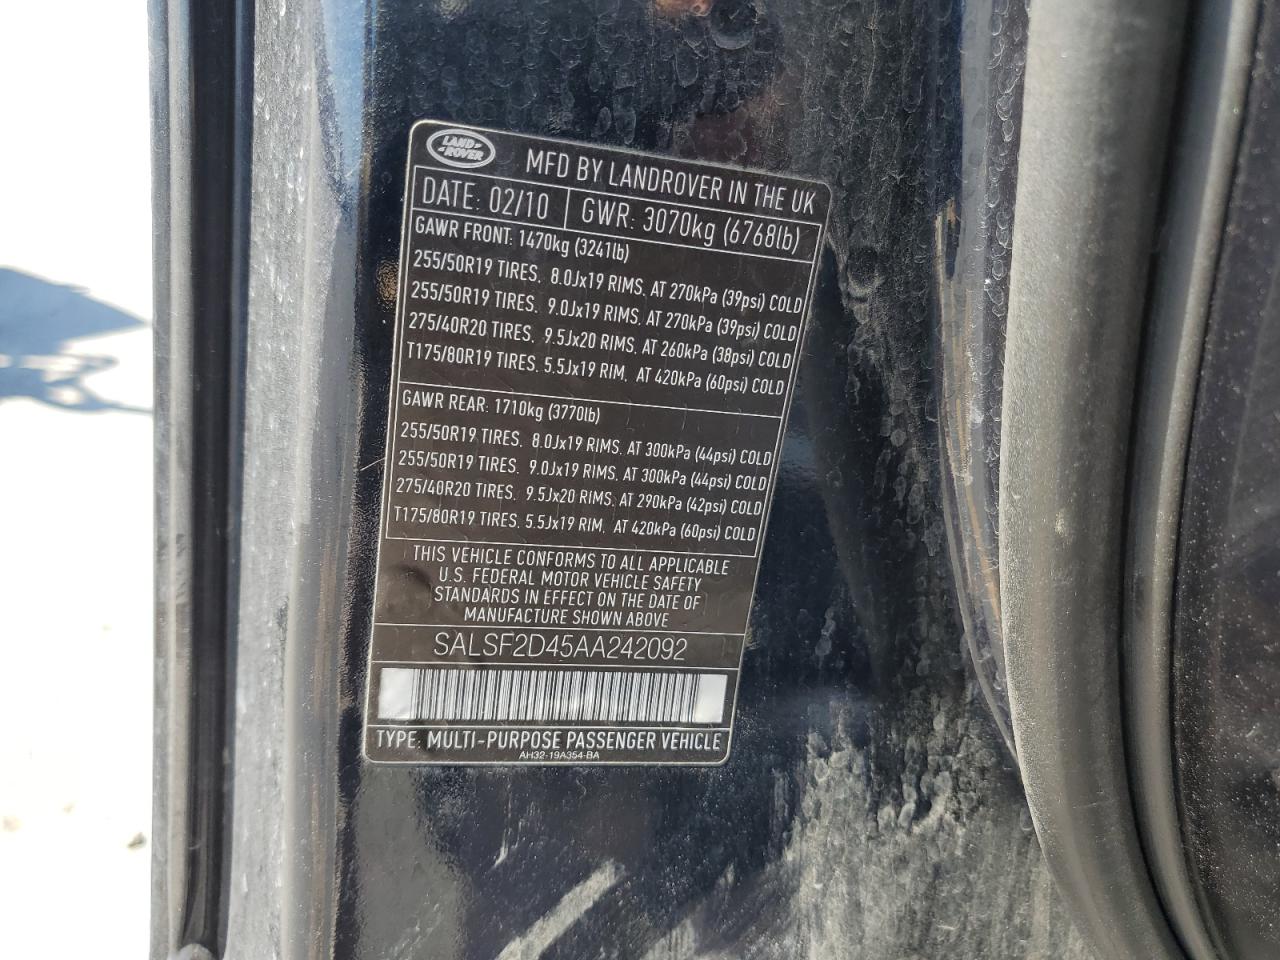 LAND ROVER
MFD BY LANDROVER IN THE UK
DATE: 02/10 GWR: 3070kg (6768lb)
GAWR FRONT: 1470kg (3241lb)
255/50R19 TIRES, 8.0Jx19 RIMS, AT 270kPa (39psi) COLD
255/50R19 TIRES, 9.0Jx19 RIMS, AT 270kPa (39psi) COLD
275/40R20 TIRES, 9.5Jx20 RIMS, AT 260kPa (38psi) COLD
T175/80R19 TIRES, 5.5Jx19 RIM, AT 420kPa (60psi) COLD
GAWR REAR: 1710kg (3770lb)
255/50R19 TIRES, 8.0Jx19 RIMS, AT 300kPa (44psi) COLD
255/50R19 TIRES, 9.0Jx19 RIMS, AT 300kPa (44psi) COLD
275/40R20 TIRES, 9.5Jx20 RIMS, AT 290kPa (42psi) COLD
T175/80R19 TIRES, 5.5Jx19 RIM, AT 420kPa (60psi) COLD
THIS VEHICLE CONFORMS TO ALL APPLICABLE
U.S. FEDERAL MOTOR VEHICLE SAFETY
STANDARDS IN EFFECT ON THE DATE OF
MANUFACTURE SHOWN ABOVE
SALSF2D45AA242092
TYPE: MULTI-PURPOSE PASSENGER VEHICLE
AH32-19A354-BA